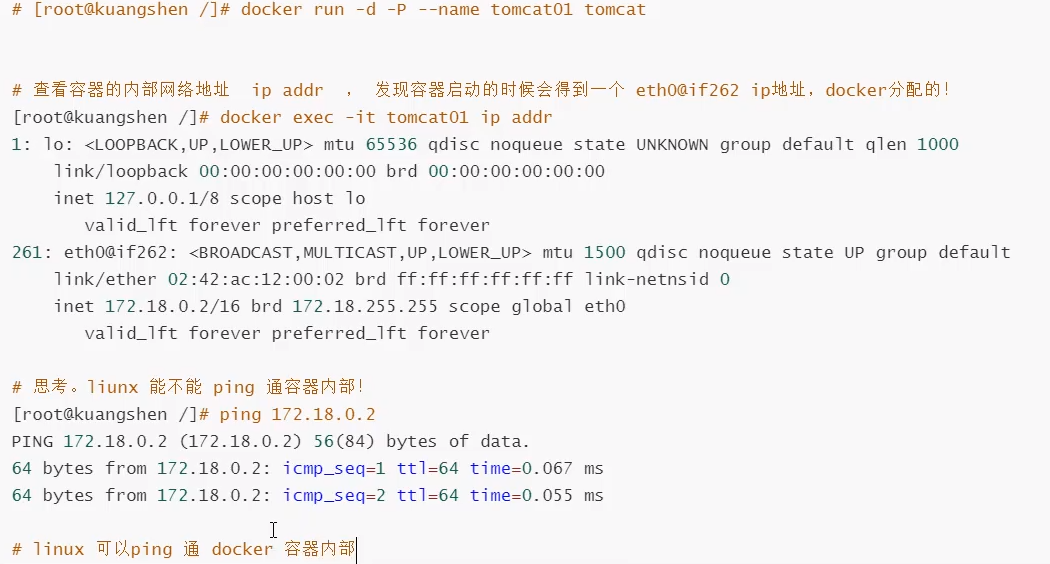 # [root@kuangshen /]# docker run -d -P --name tomcat01 tomcat
# 查看容器的内部网络地址  ip addr  ，  发现容器启动的时候会得到一个 eth0@if262 ip地址，docker分配的！
[root@kuangshen /]# docker exec -it tomcat01 ip addr
1: lo: <LOOPBACK,UP,LOWER_UP> mtu 65536 qdisc noqueue state UNKNOWN group default qlen 1000
    link/loopback 00:00:00:00:00:00 brd 00:00:00:00:00:00
    inet 127.0.0.1/8 scope host lo
       valid_lft forever preferred_lft forever
261: eth0@if262: <BROADCAST,MULTICAST,UP,LOWER_UP> mtu 1500 qdisc noqueue state UP group default
    link/ether 02:42:ac:12:00:02 brd ff:ff:ff:ff:ff:ff link-netnsid 0
    inet 172.18.0.2/16 brd 172.18.255.255 scope global eth0
       valid_lft forever preferred_lft forever
# 思考。liunx 能不能 ping 通容器内部！
[root@kuangshen /]# ping 172.18.0.2
PING 172.18.0.2 (172.18.0.2) 56(84) bytes of data.
64 bytes from 172.18.0.2: icmp_seq=1 ttl=64 time=0.067 ms
64 bytes from 172.18.0.2: icmp_seq=2 ttl=64 time=0.055 ms
# linux 可以ping 通 docker 容器内部